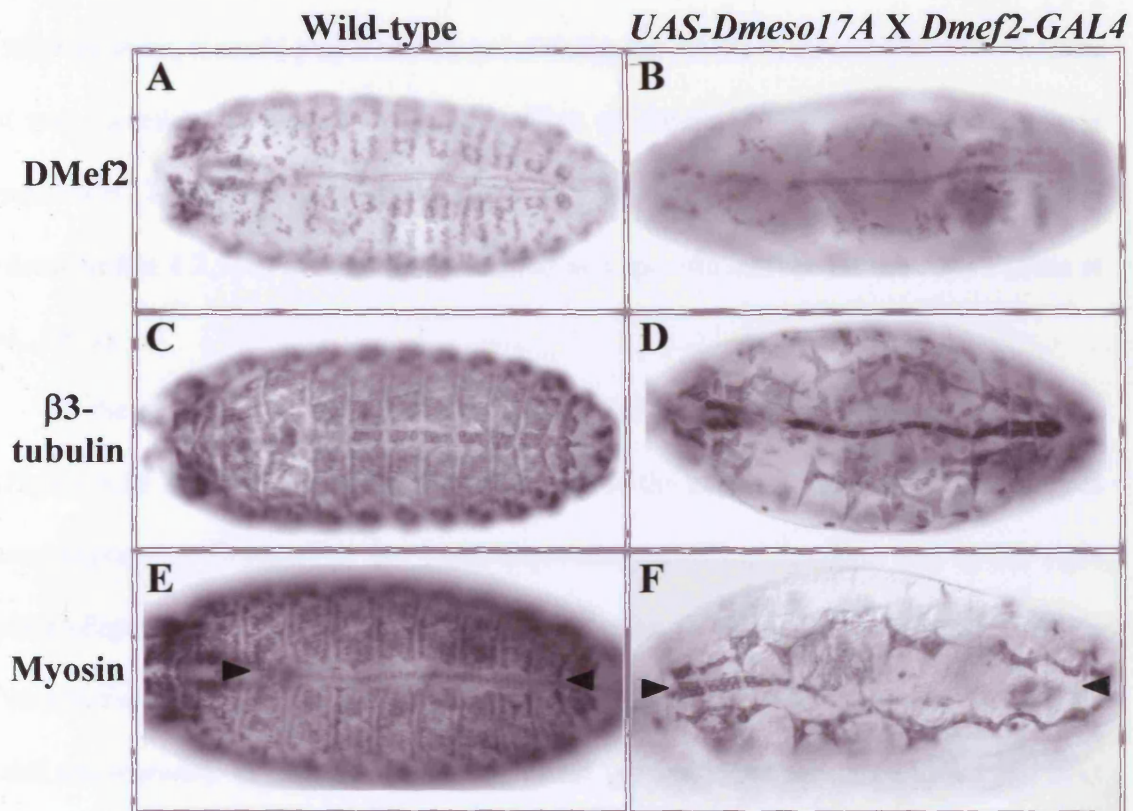 Wild-type
UAS-Dmeso17A X Dmef2-GAL4
A
B
DMef2
C
D
β3-
tubulin
E
F
Myosin